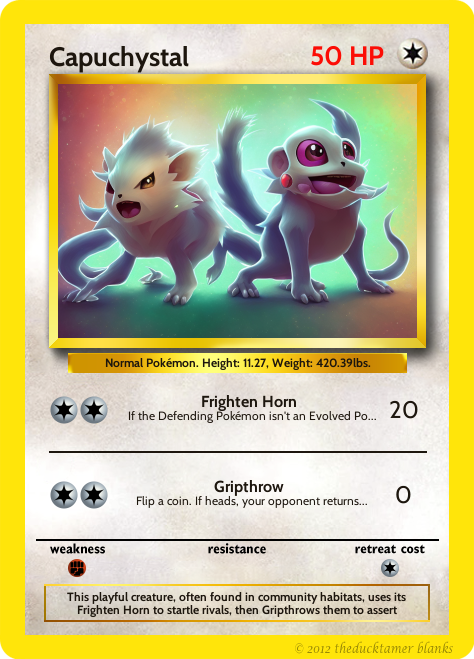 Capuchystal 50 HP
Normal Pokémon. Height: 11.27, Weight: 420.39lbs.
Frighten Horn
If the Defending Pokémon isn't an Evolved Po... 20
Gripthrow
Flip a coin. If heads, your opponent returns... 0
weakness resistance retreat cost
This playful creature, often found in community habitats, uses its
Frighten Horn to startle rivals, then Gripthrows them to assert
© 2012 theducktamer blanks